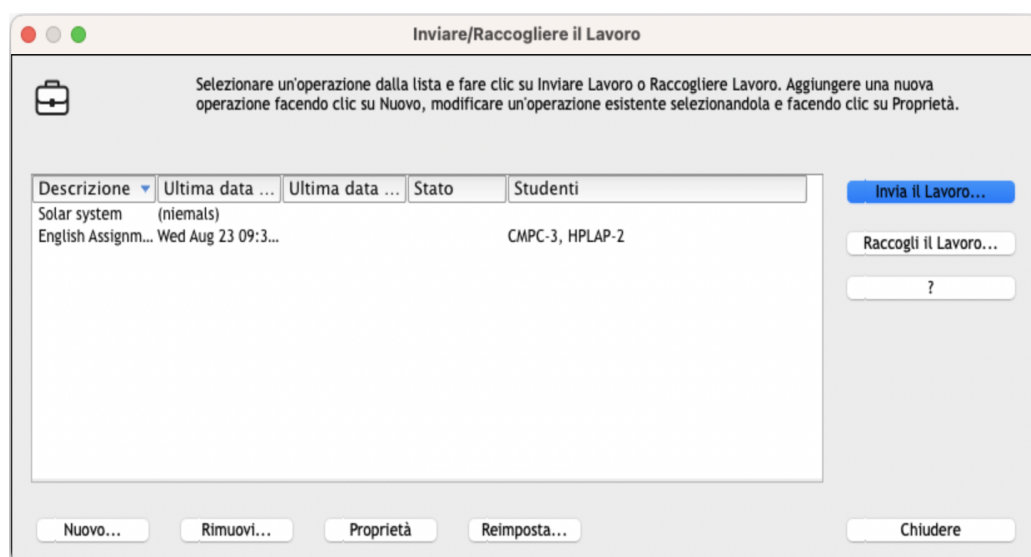 Inviare/Raccogliere il Lavoro
Selezionare un'operazione dalla lista e fare clic su Inviare Lavoro o Raccogliere Lavoro. Aggiungere una nuova
operazione facendo clic su Nuovo, modificare un'operazione esistente selezionandola e facendo clic su Proprietà.
Descrizione Ultima data ... Ultima data ... Stato Studenti
Solar system (niemals)
English Assignm... Wed Aug 23 09:3... CMPC-3, HPLAP-2
Invia il Lavoro...
Raccogli il Lavoro...
?
Nuovo... Rimuovi... Proprietà Reimposta... Chiudere